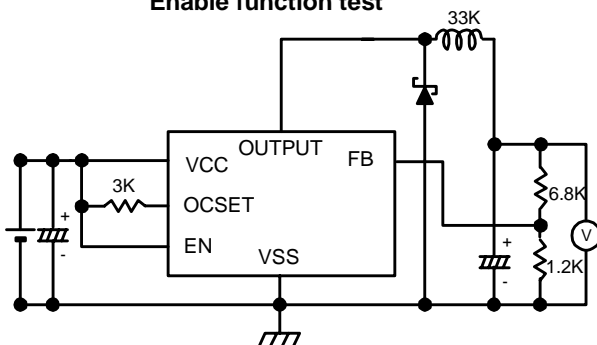 Enable function test
33K
OUTPUT
VCC
FB
3K
OCSET
6.8K
+
V
EN
+
VSS
-
-
1.2K